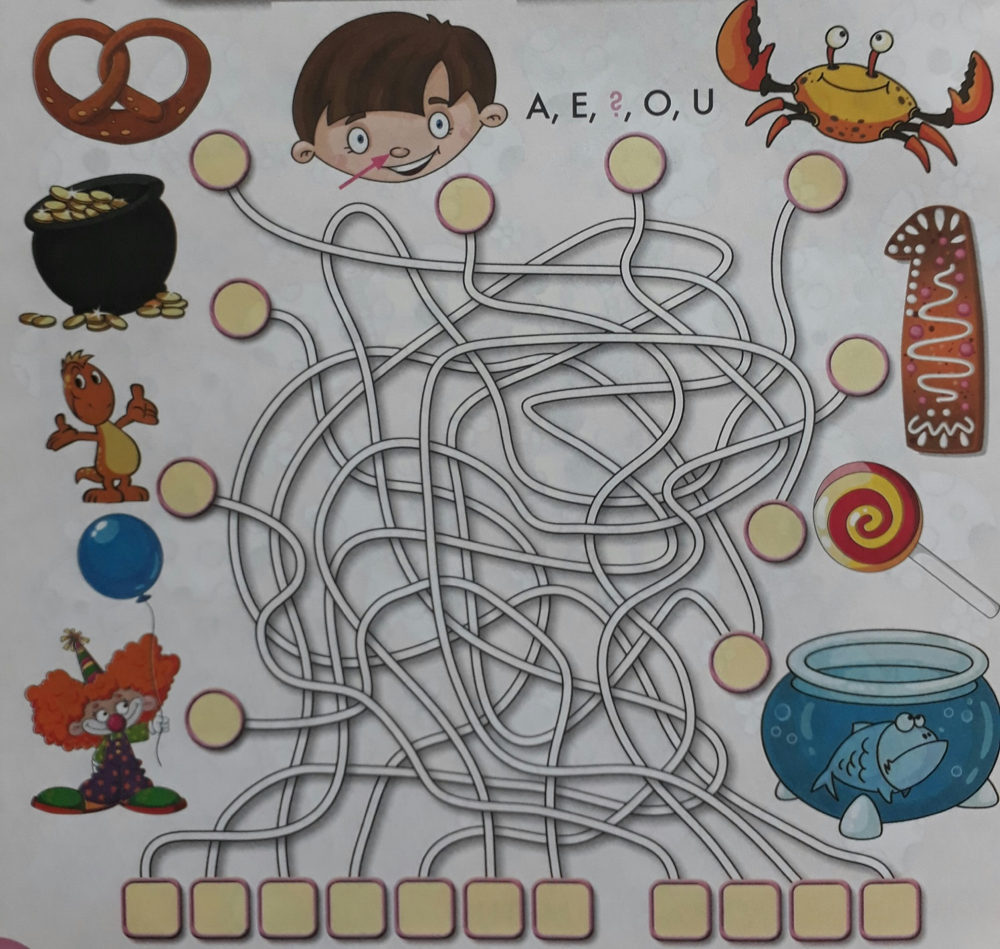 A, E, ?, O, U